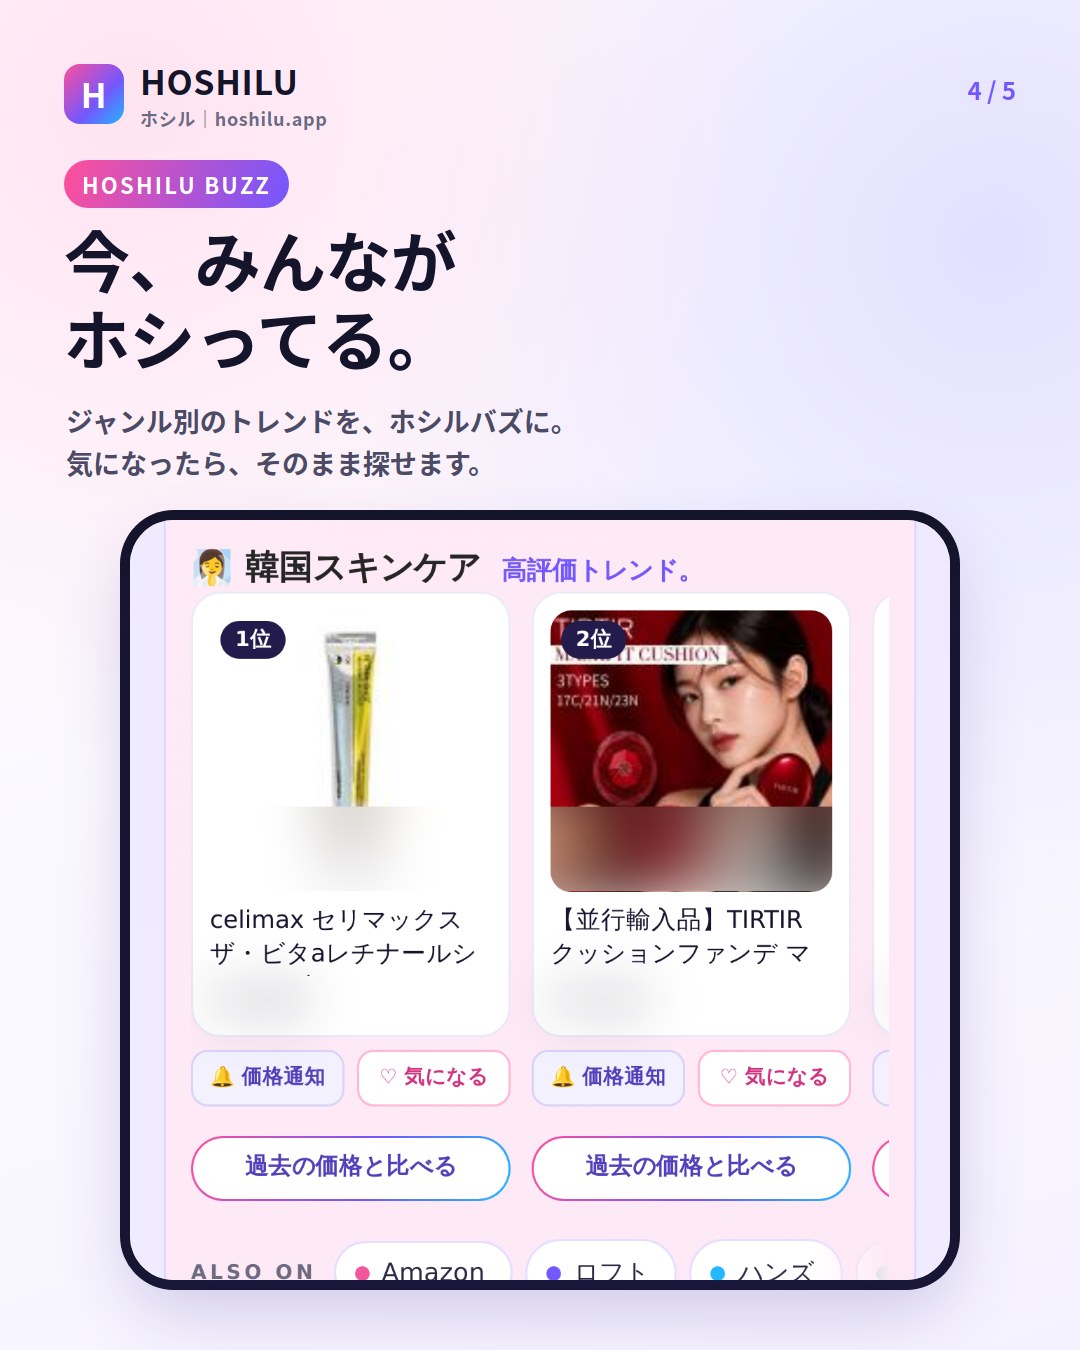 H
HOSHILU
ホシル｜hoshilu.app
4 / 5
HOSHILU BUZZ
今、みんなが
ホシってる。
ジャンル別のトレンドを、ホシルバズに。
気になったら、そのまま探せます。
韓国スキンケア 高評価トレンド。
1位
2位
CUSHION
3TYPES
17C/21N/23N
celimax セリマックス
ザ・ビタaレチナールシ
【並行輸入品】TIRTIR
クッションファンデ マ
🔔 価格通知
♡ 気になる
🔔 価格通知
♡ 気になる
過去の価格と比べる
過去の価格と比べる
ALSO ON
Amazon
ロフト
ハンズ